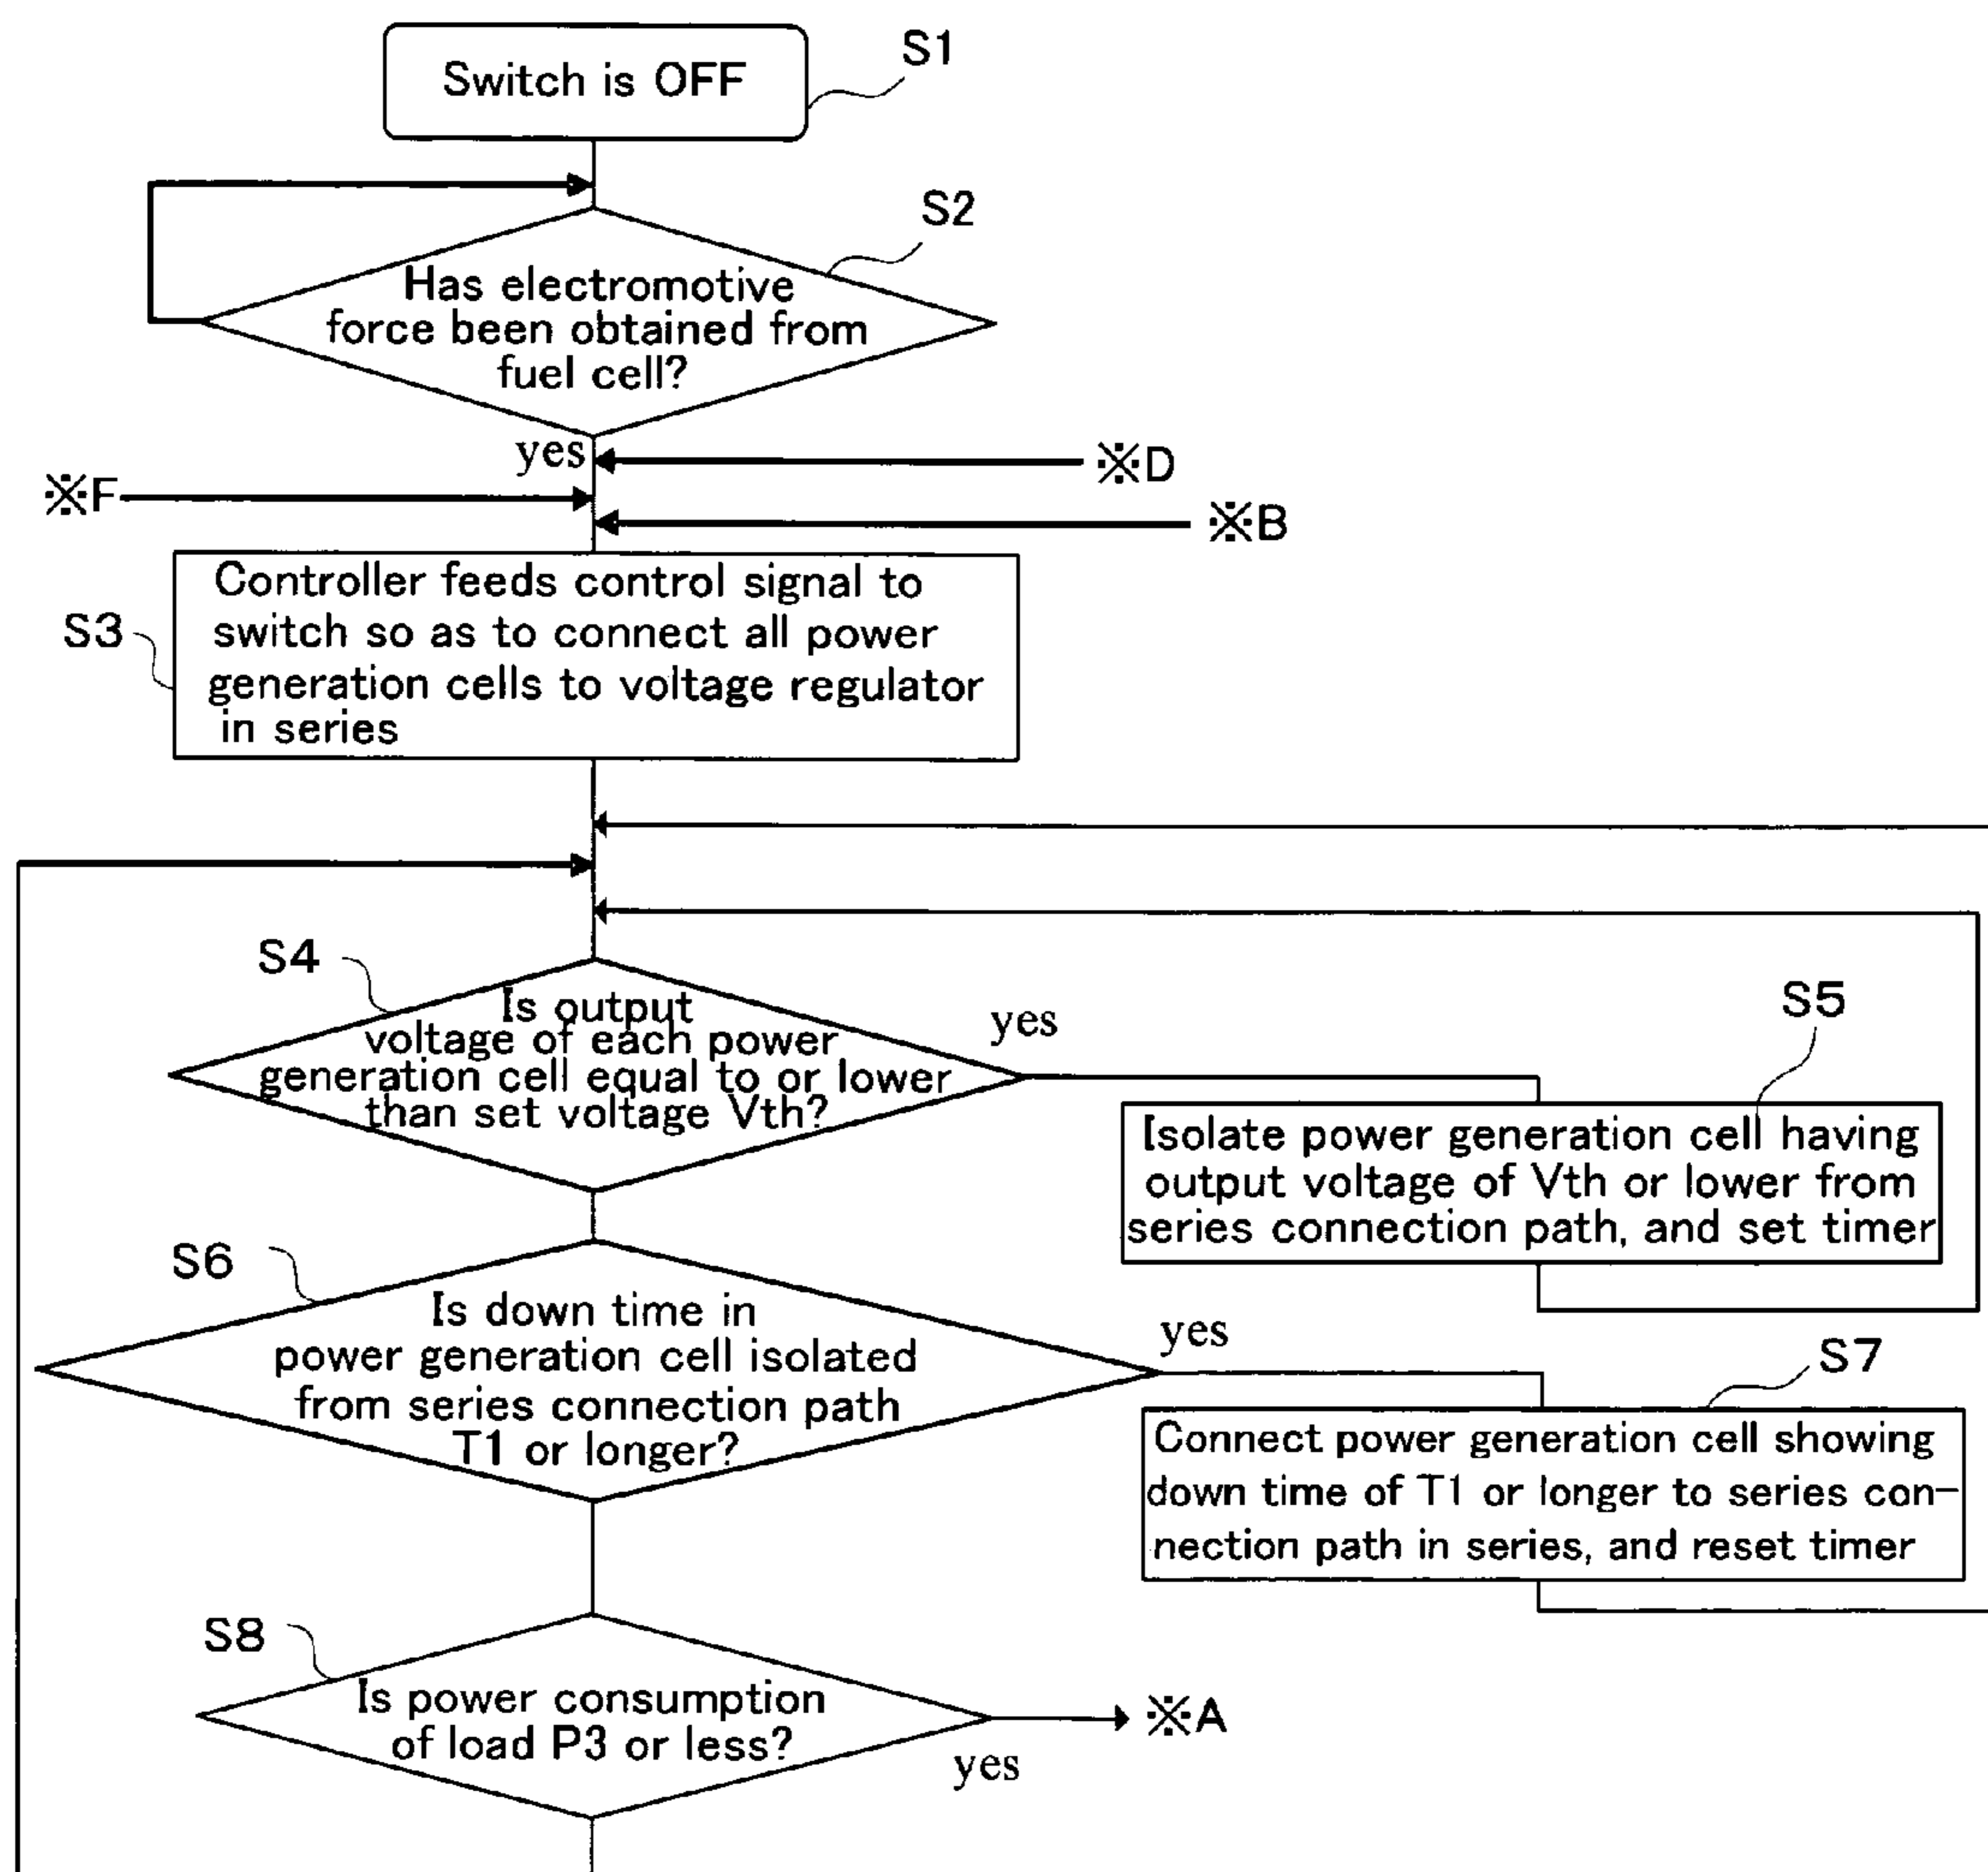 Switch is OFF
S1
S2
Has electromotive
force been obtained from
fuel cell?
yes
※D
※F
※B
S3
Controller feeds control signal to
switch so as to connect all power
generation cells to voltage regulator
in series
S4
Is output
voltage of each power
generation cell equal to or lower
than set voltage Vth?
yes
S5
Isolate power generation cell having
output voltage of Vth or lower from
series connection path, and set timer
S6
Is down time in
power generation cell isolated
from series connection path
T1 or longer?
yes
S7
Connect power generation cell showing
down time of T1 or longer to series con-
nection path in series, and reset timer
S8
Is power consumption
of load P3 or less?
yes
※A